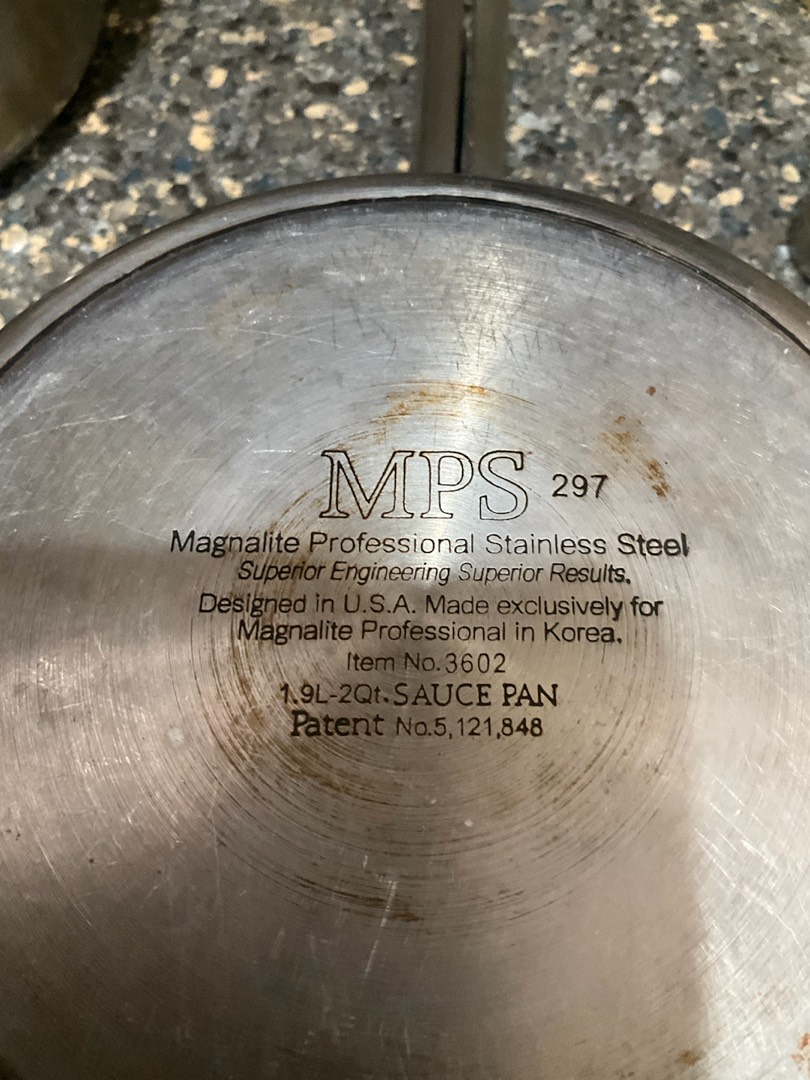 MPS 297
Magnalite Professional Stainless Steel
Superior Engineering Superior Results.
Designed in U.S.A. Made exclusively for
Magnalite Professional in Korea.
Item No.3602
1.9L-2Qt. SAUCE PAN
Patent No.5,121,848